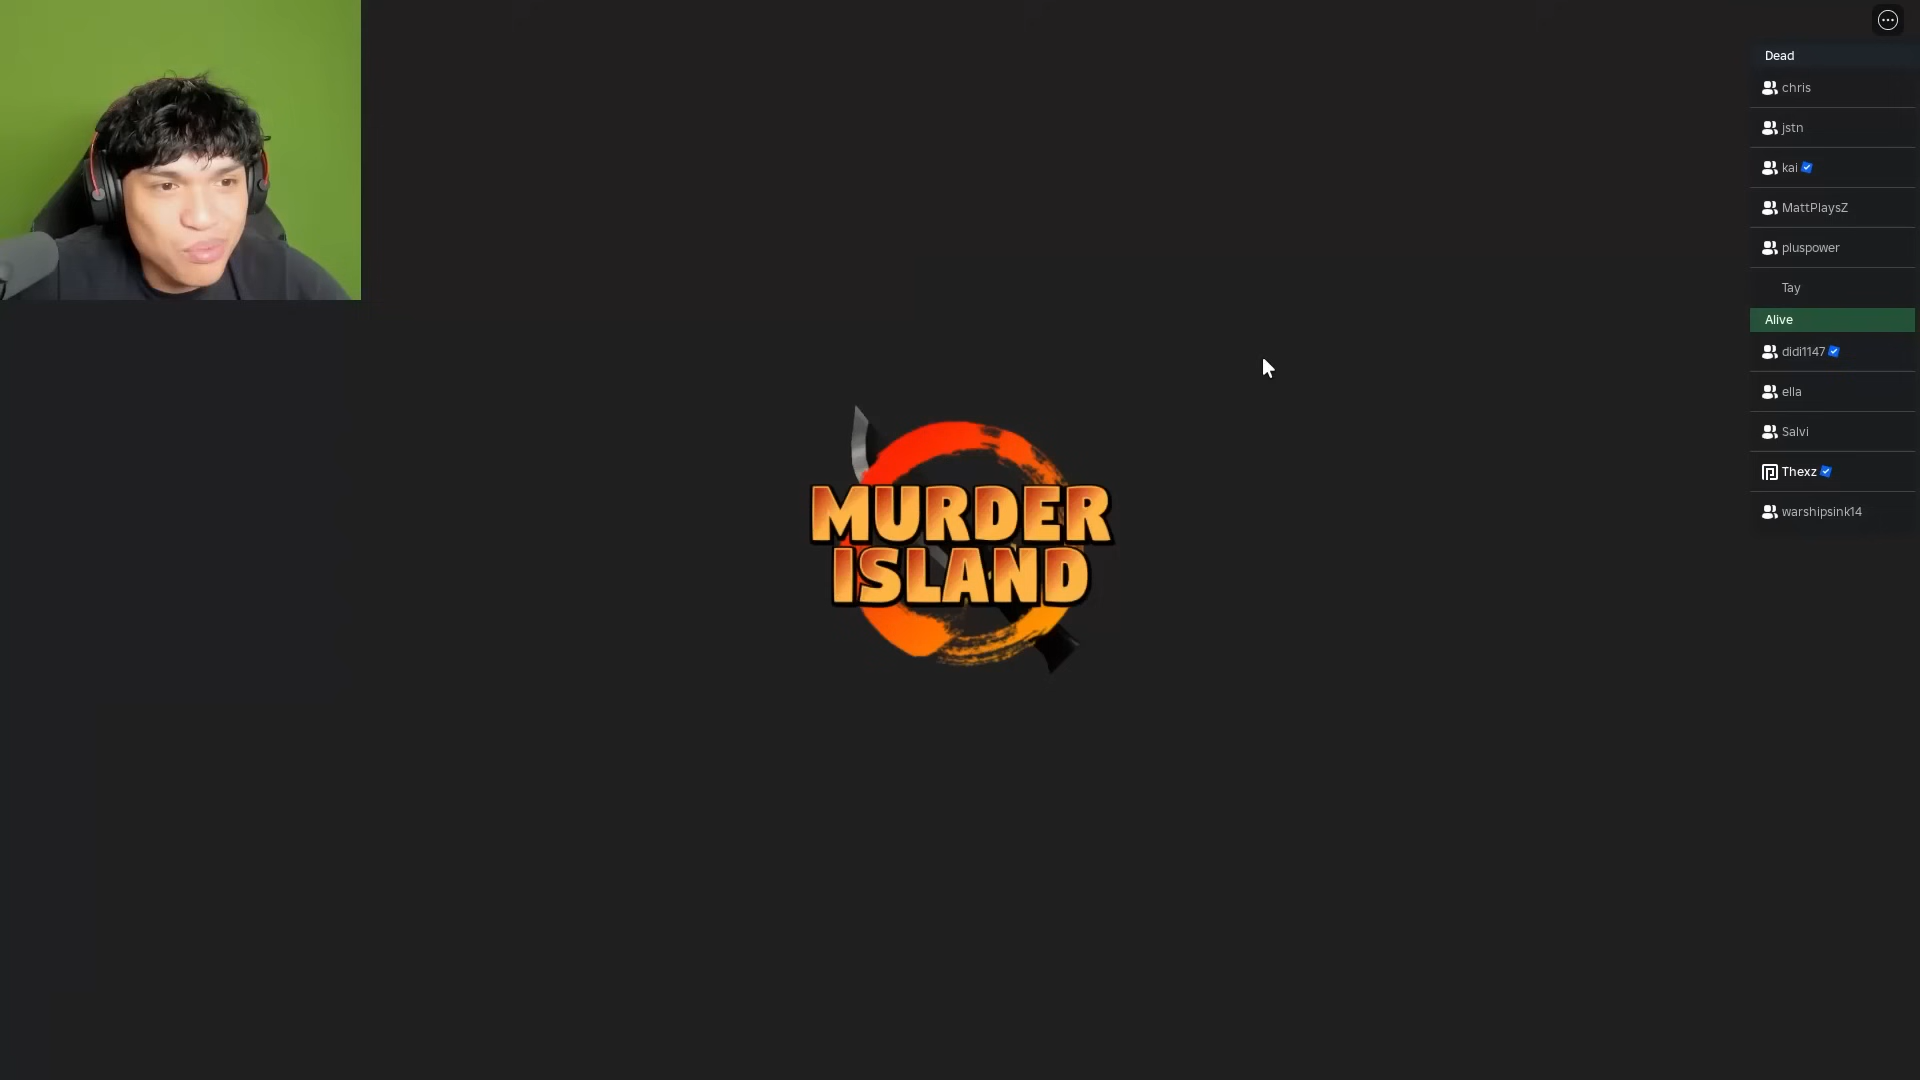 Dead
chris
jstn
kai
MattPlaysZ
pluspower
Tay
Alive
didi1147
ella
Salvi
Thexz
warshipsink14
MURDER
ISLAND